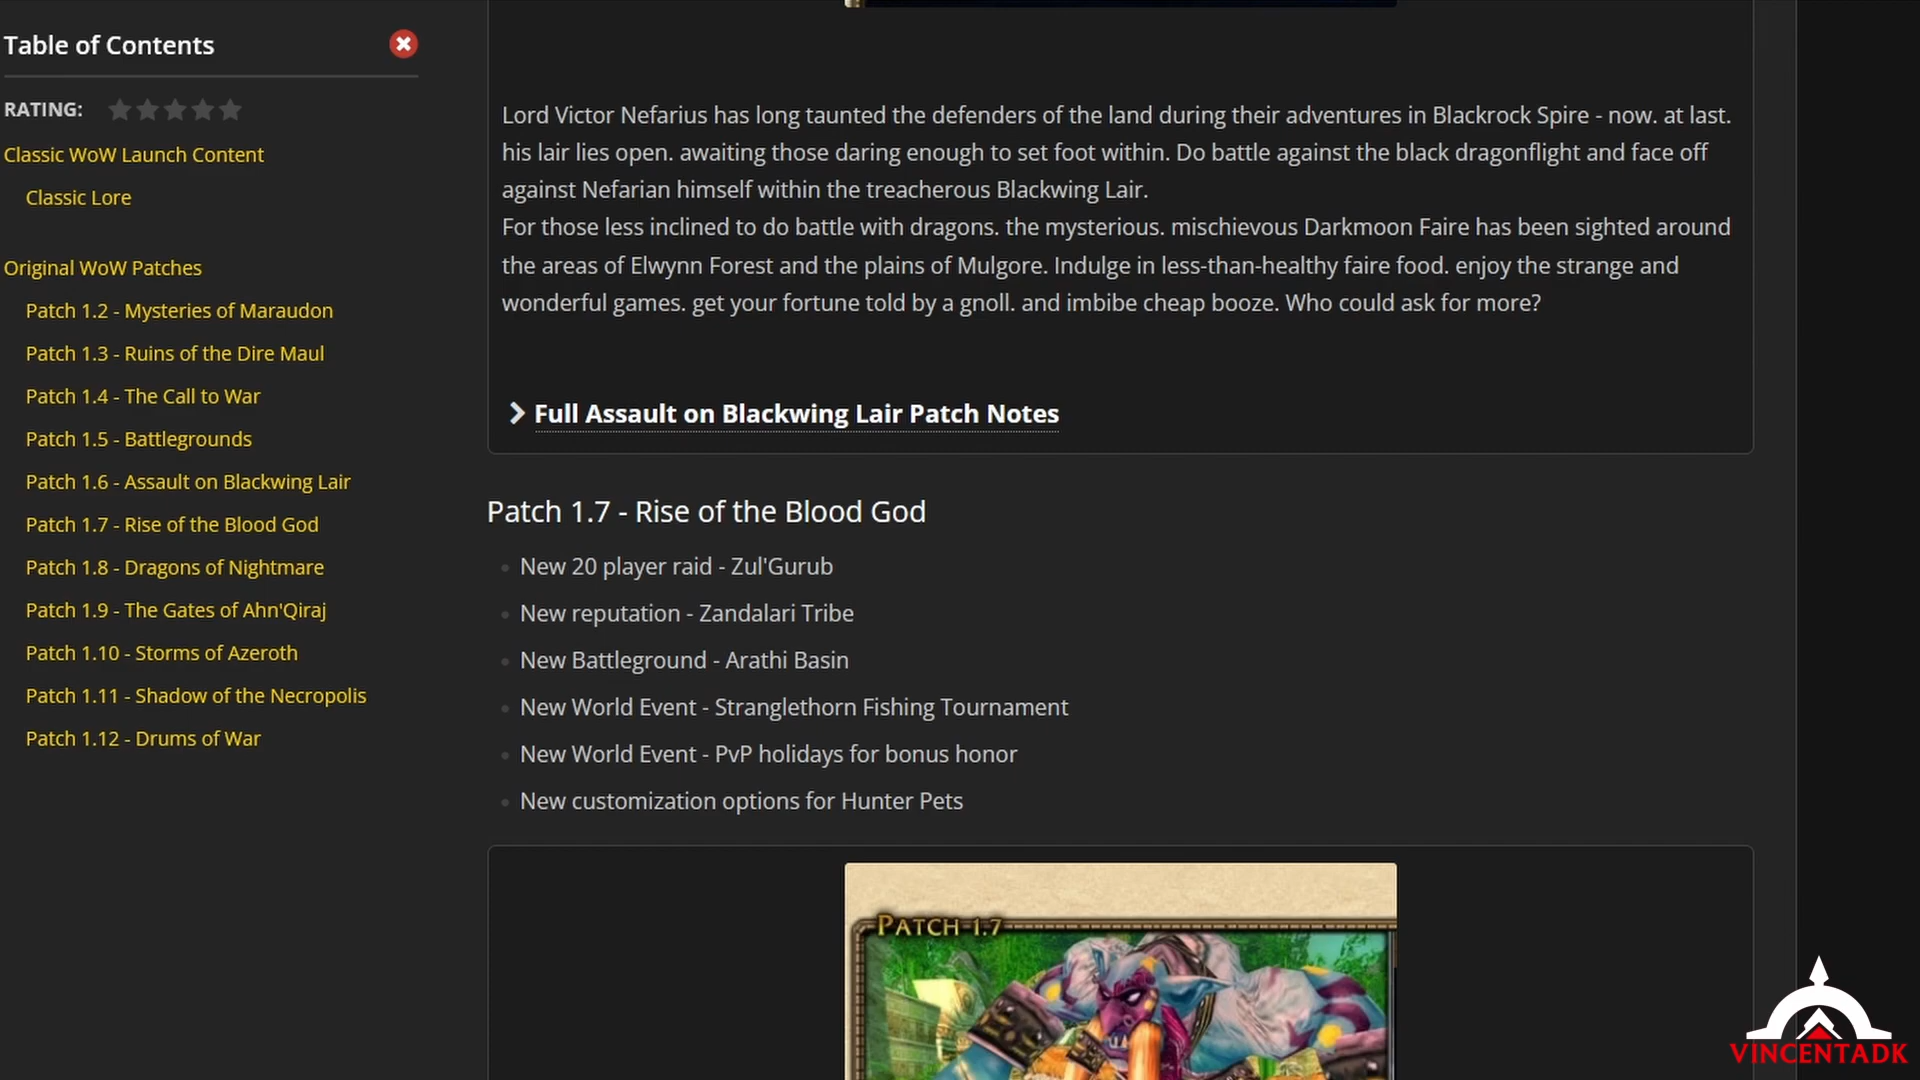 Table of Contents
RATING:
Classic WoW Launch Content
Classic Lore
Original WoW Patches
Patch 1.2 - Mysteries of Maraudon
Patch 1.3 - Ruins of the Dire Maul
Patch 1.4 - The Call to War
Patch 1.5 - Battlegrounds
Patch 1.6 - Assault on Blackwing Lair
Patch 1.7 - Rise of the Blood God
Patch 1.8 - Dragons of Nightmare
Patch 1.9 - The Gates of Ahn'Qiraj
Patch 1.10 - Storms of Azeroth
Patch 1.11 - Shadow of the Necropolis
Patch 1.12 - Drums of War
Lord Victor Nefarius has long taunted the defenders of the land during their adventures in Blackrock Spire - now. at last.
his lair lies open. awaiting those daring enough to set foot within. Do battle against the black dragonflight and face off
against Nefarian himself within the treacherous Blackwing Lair.
For those less inclined to do battle with dragons. the mysterious. mischievous Darkmoon Faire has been sighted around
the areas of Elwynn Forest and the plains of Mulgore. Indulge in less-than-healthy faire food. enjoy the strange and
wonderful games. get your fortune told by a gnoll. and imbibe cheap booze. Who could ask for more?
Full Assault on Blackwing Lair Patch Notes
Patch 1.7 - Rise of the Blood God
New 20 player raid - Zul'Gurub
New reputation - Zandalari Tribe
New Battleground - Arathi Basin
New World Event - Stranglethorn Fishing Tournament
New World Event - PvP holidays for bonus honor
New customization options for Hunter Pets
PATCH 1.7
VINCENTADK